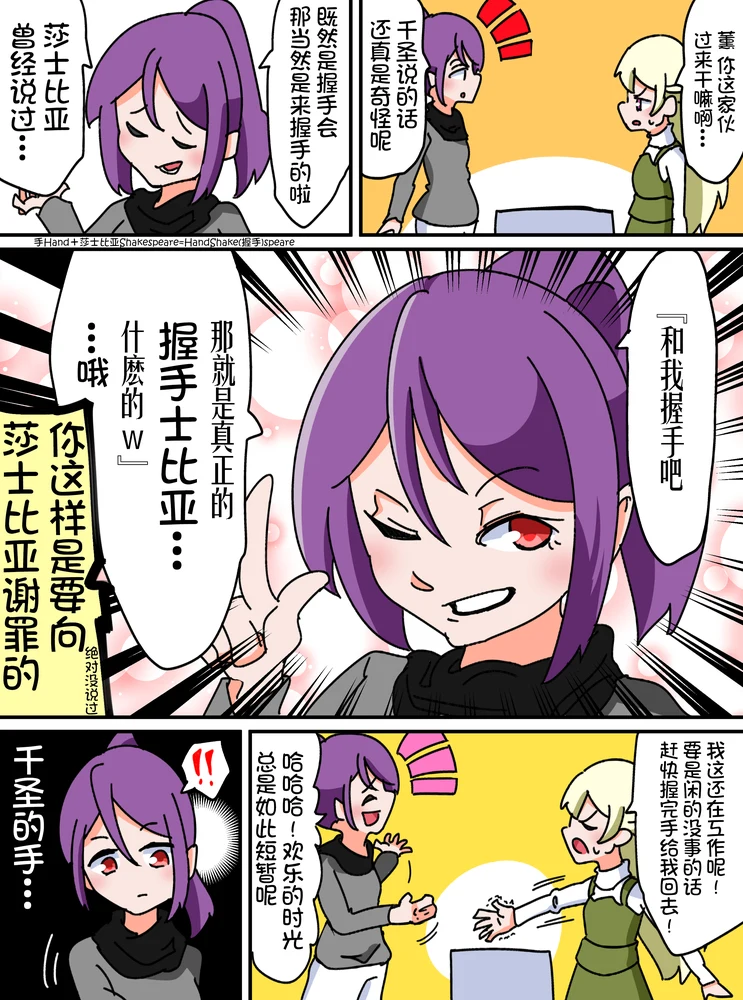 薰 你这家伙
过来干嘛啊…
千圣说的话
还真是奇怪呢
既然是握手会
那当然是来握手的啦
莎士比亚
曾经说过…
手Hand＋莎士比亚Shakespeare=HandShake(握手)speare
『和我握手吧
那就是真正的
握手士比亚…
什麽的w』
…哦
你这样是要向
莎士比亚谢罪的
绝对没说过
我这还在工作呢！
要是闲的没事的话
赶快握完手给我回去！
哈哈哈！欢乐的时光
总是如此短暂呢
!!
千圣的手…